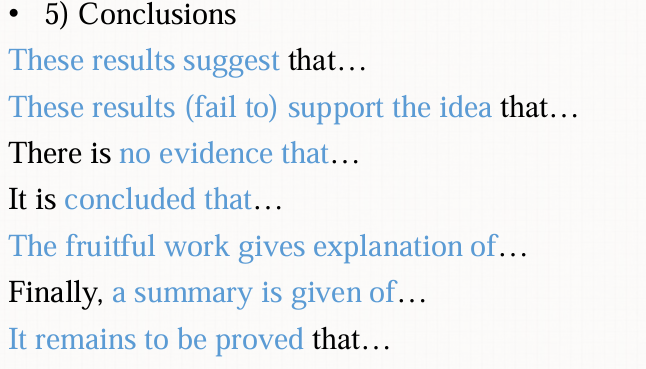 • 5) Conclusions
These results suggest that…
These results (fail to) support the idea that…
There is no evidence that…
It is concluded that…
The fruitful work gives explanation of…
Finally, a summary is given of…
It remains to be proved that…